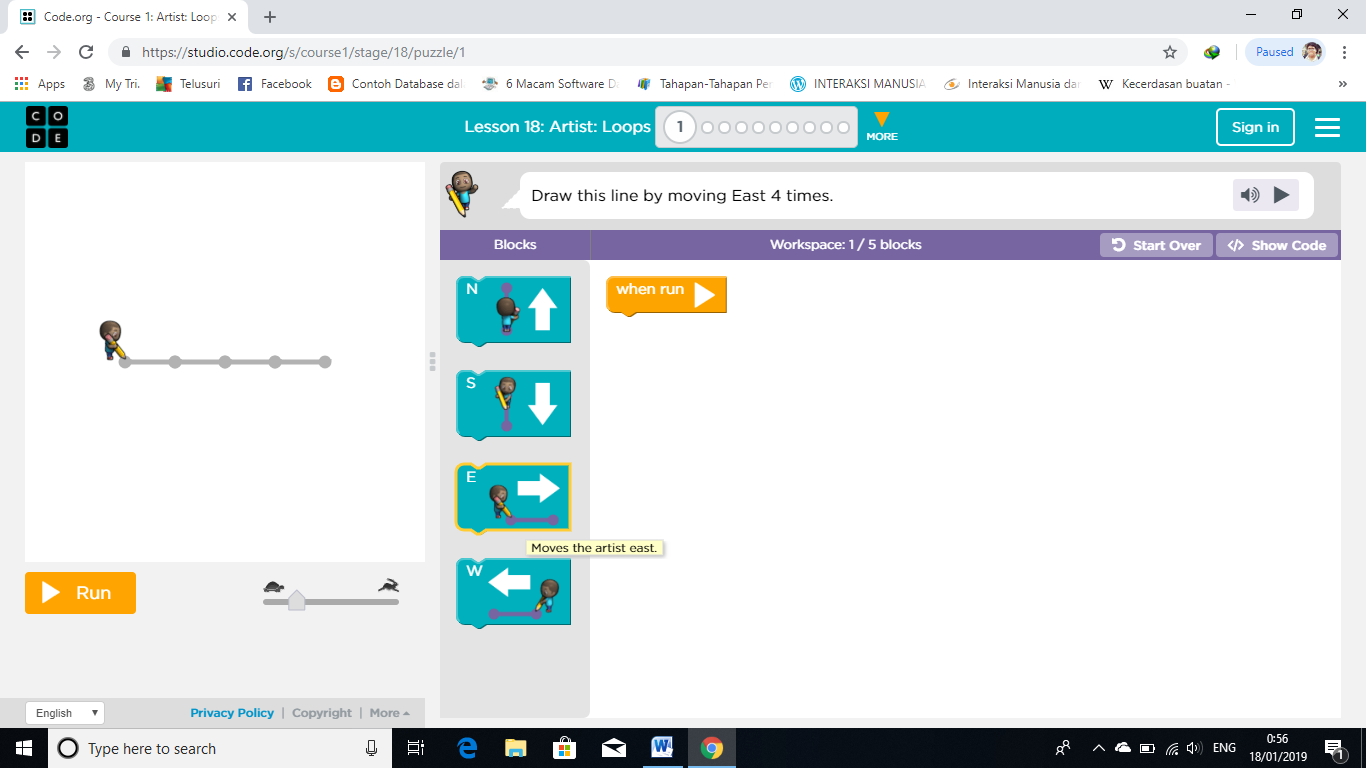 Code.org - Course 1: Artist: Loop
https://studio.code.org/s/course1/stage/18/puzzle/1
Paused
Apps
My Tri.
Telusuri
Facebook
Contoh Database dal
6 Macam Software D
Tahapan-Tahapan Per
INTERAKSI MANUSIA
Interaksi Manusia da
Kecerdasan buatan -
C O
D E
Lesson 18: Artist: Loops
1
MORE
Sign in
Draw this line by moving East 4 times.
Blocks
Workspace: 1 / 5 blocks
Start Over
</> Show Code
N
when run
S
E
Moves the artist east.
W
Run
English
Privacy Policy | Copyright | More
Type here to search
ENG
0:56
18/01/2019
1